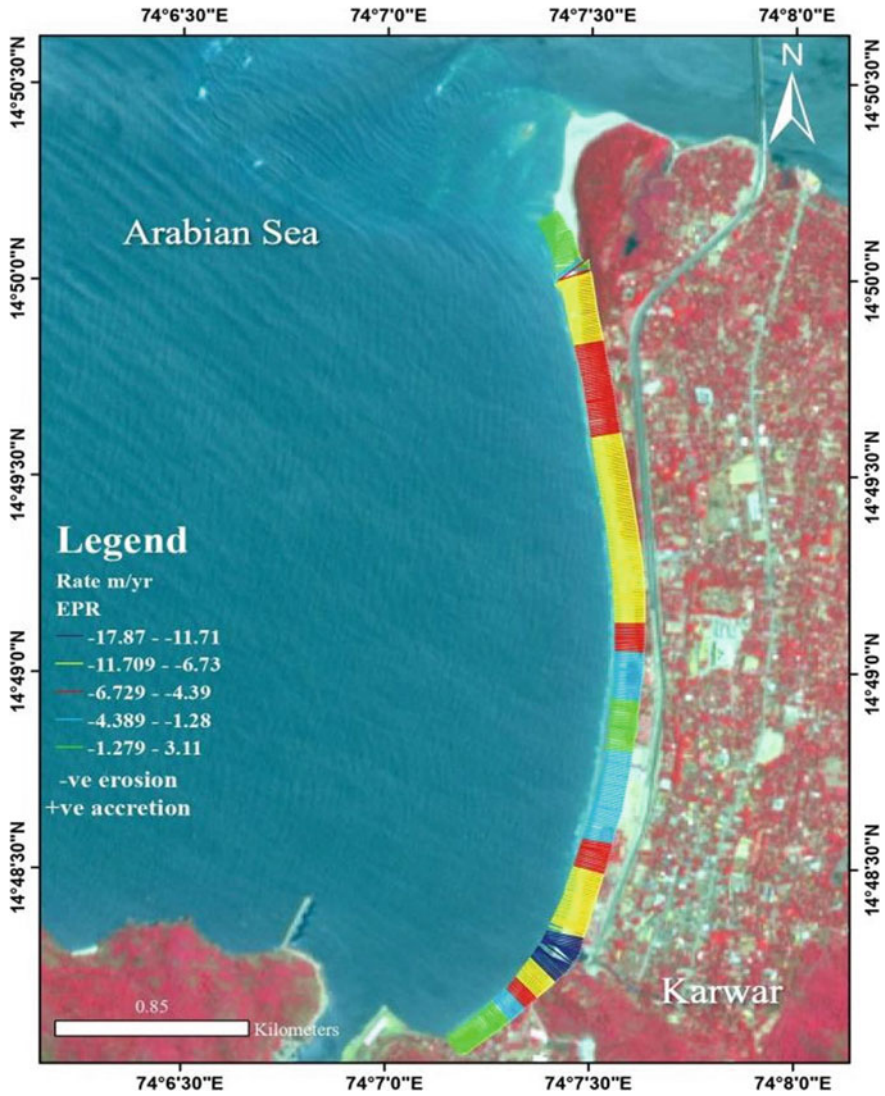 74°6'30"E 74°7'0"E 74°7'30"E 74°8'0"E
14°50'30"N 14°50'30"N
N
Arabian Sea
14°50'0"N 14°50'0"N
14°49'30"N 14°49'30"N
Legend
Rate m/yr
EPR
-17.87 - -11.71
-11.709 - -6.73
14°49'0"N 14°49'0"N
-6.729 - -4.39
-4.389 - -1.28
-1.279 - 3.11
-ve erosion
+ve accretion
14°48'30"N 14°48'30"N
Karwar
0.85
Kilometers
74°6'30"E 74°7'0"E 74°7'30"E 74°8'0"E